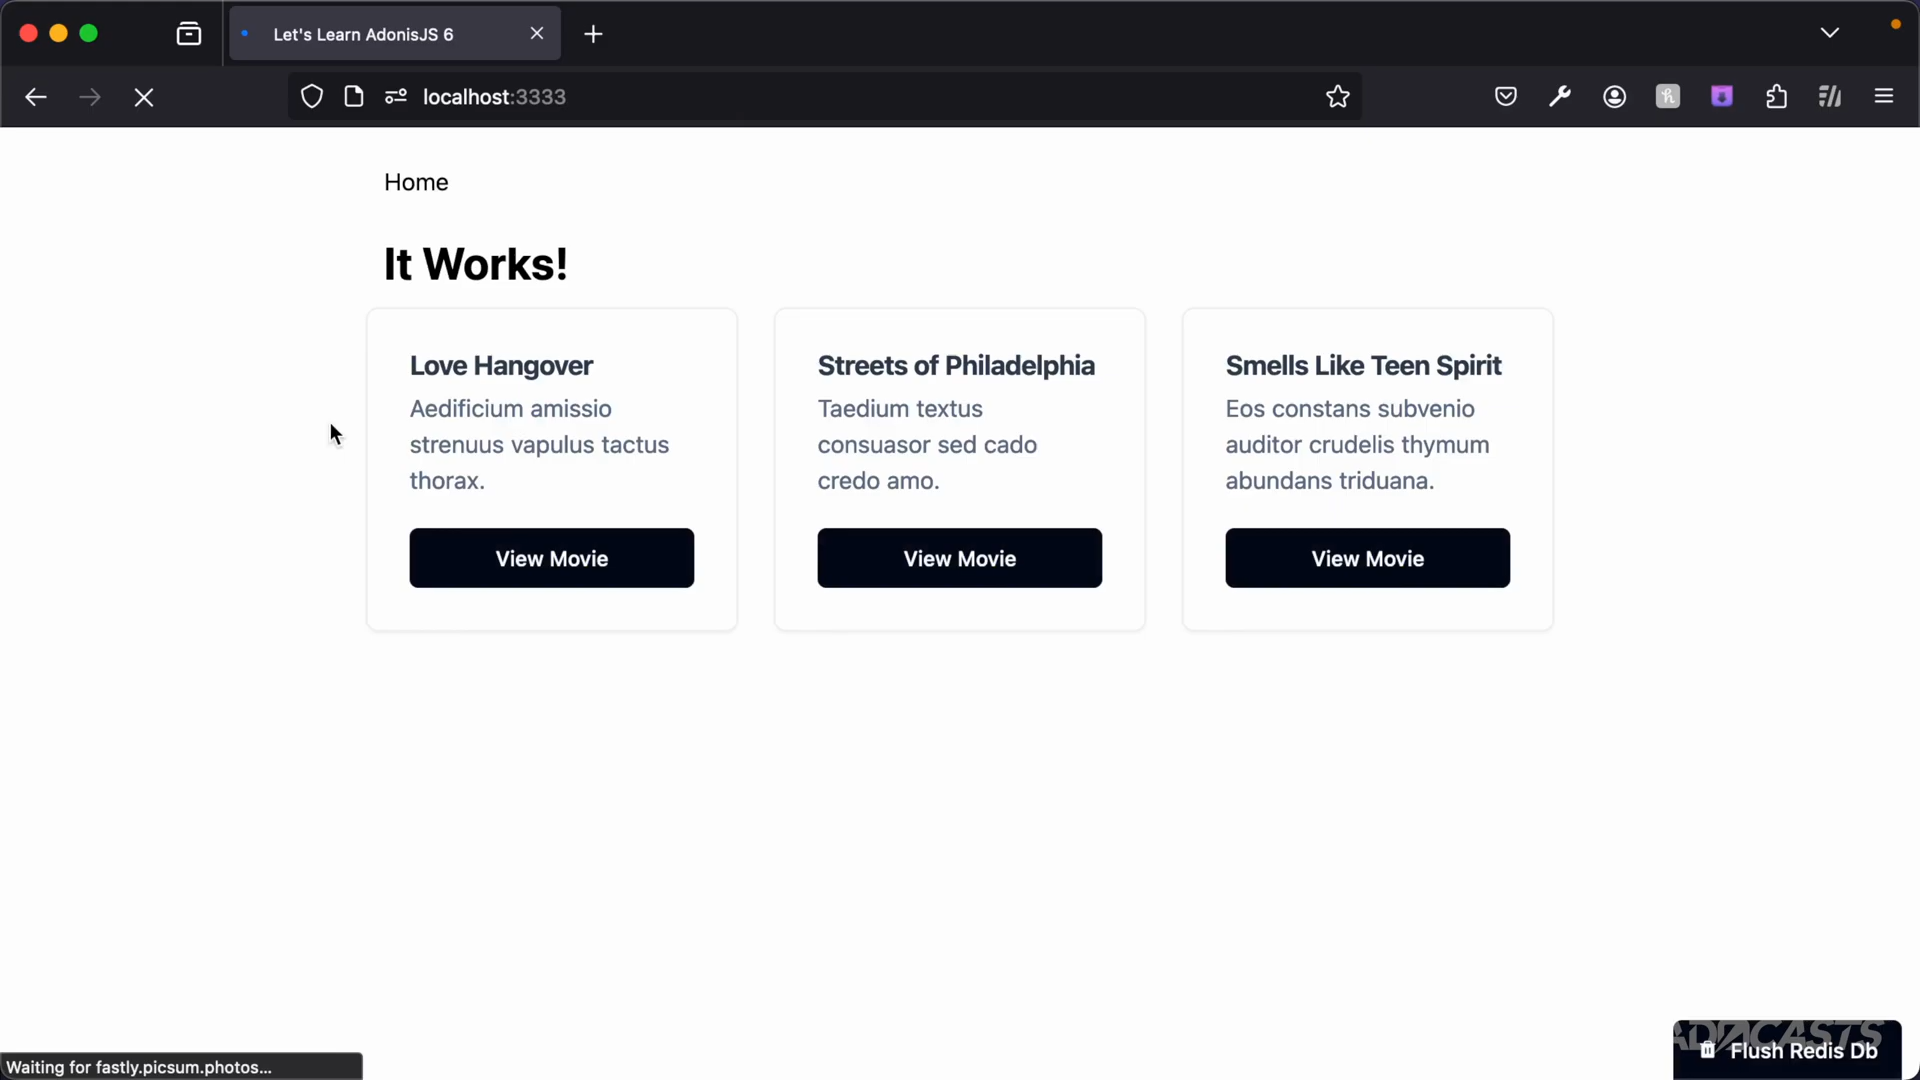 Let's Learn AdonisJS 6
localhost:3333
Home
It Works!
Love Hangover
Aedificium amissio
strenuus vapulus tactus
thorax.
View Movie
Streets of Philadelphia
Taedium textus
consuasor sed cado
credo amo.
View Movie
Smells Like Teen Spirit
Eos constans subvenio
auditor crudelis thymum
abundans triduana.
View Movie
Waiting for fastly.picsum.photos...
ADOCASTS
Flush Redis Db